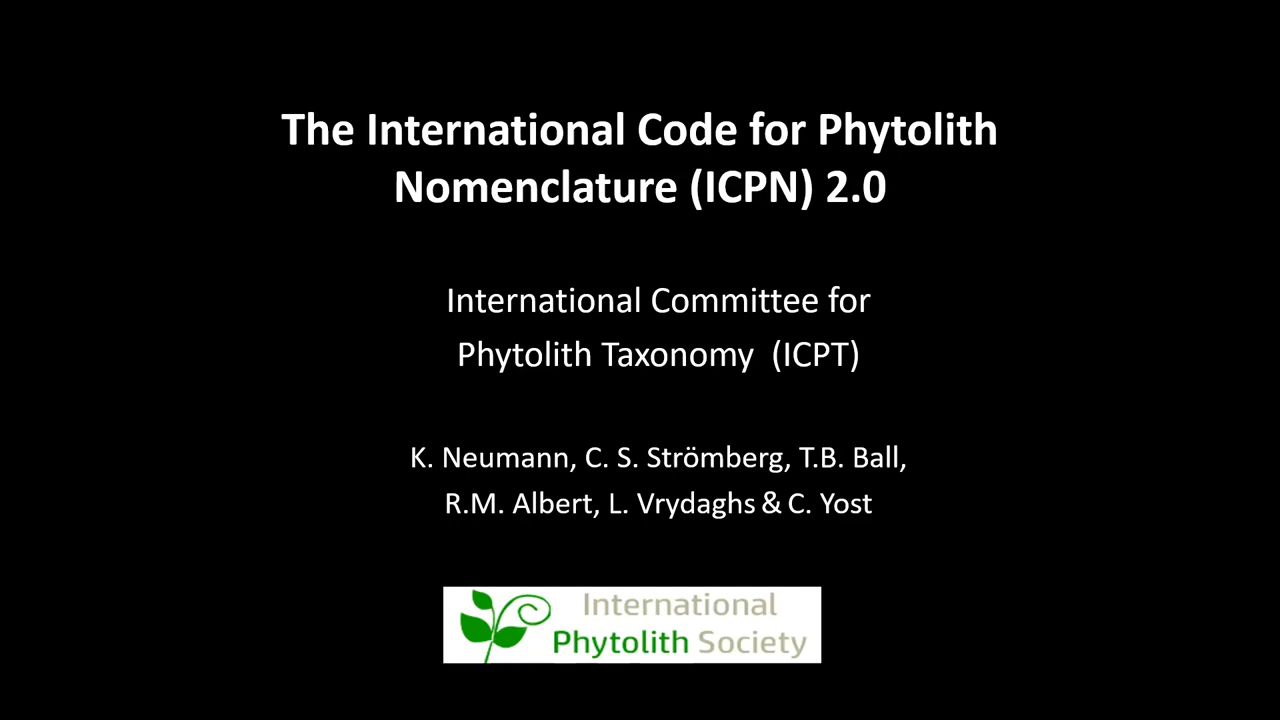 The International Code for Phytolith
Nomenclature (ICPN) 2.0
International Committee for
Phytolith Taxonomy (ICPT)
K. Neumann, C. S. Strömberg, T.B. Ball,
R.M. Albert, L. Vrydaghs & C. Yost
International
Phytolith Society